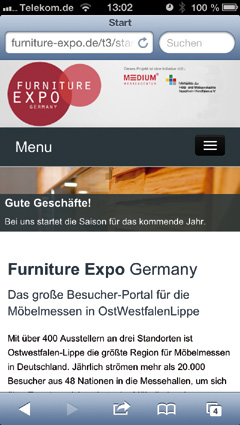 Telekom.de 13:02 100 %
Start
furniture-expo.de/t3/sta
Suchen
FURNITURE
EXPO
GERMANY
MEDIUM
Menu
Gute Geschäfte!
Bei uns startet die Saison für das kommende Jahr.
Furniture Expo Germany
Das große Besucher-Portal für die
Möbelmessen in OstWestfalenLippe
Mit über 400 Ausstellern an drei Standorten ist
Ostwestfalen-Lippe die größte Region für Möbelmessen
in Deutschland. Jährlich strömen mehr als 20.000
Besucher aus 48 Nationen in die Messehallen, um sich
4